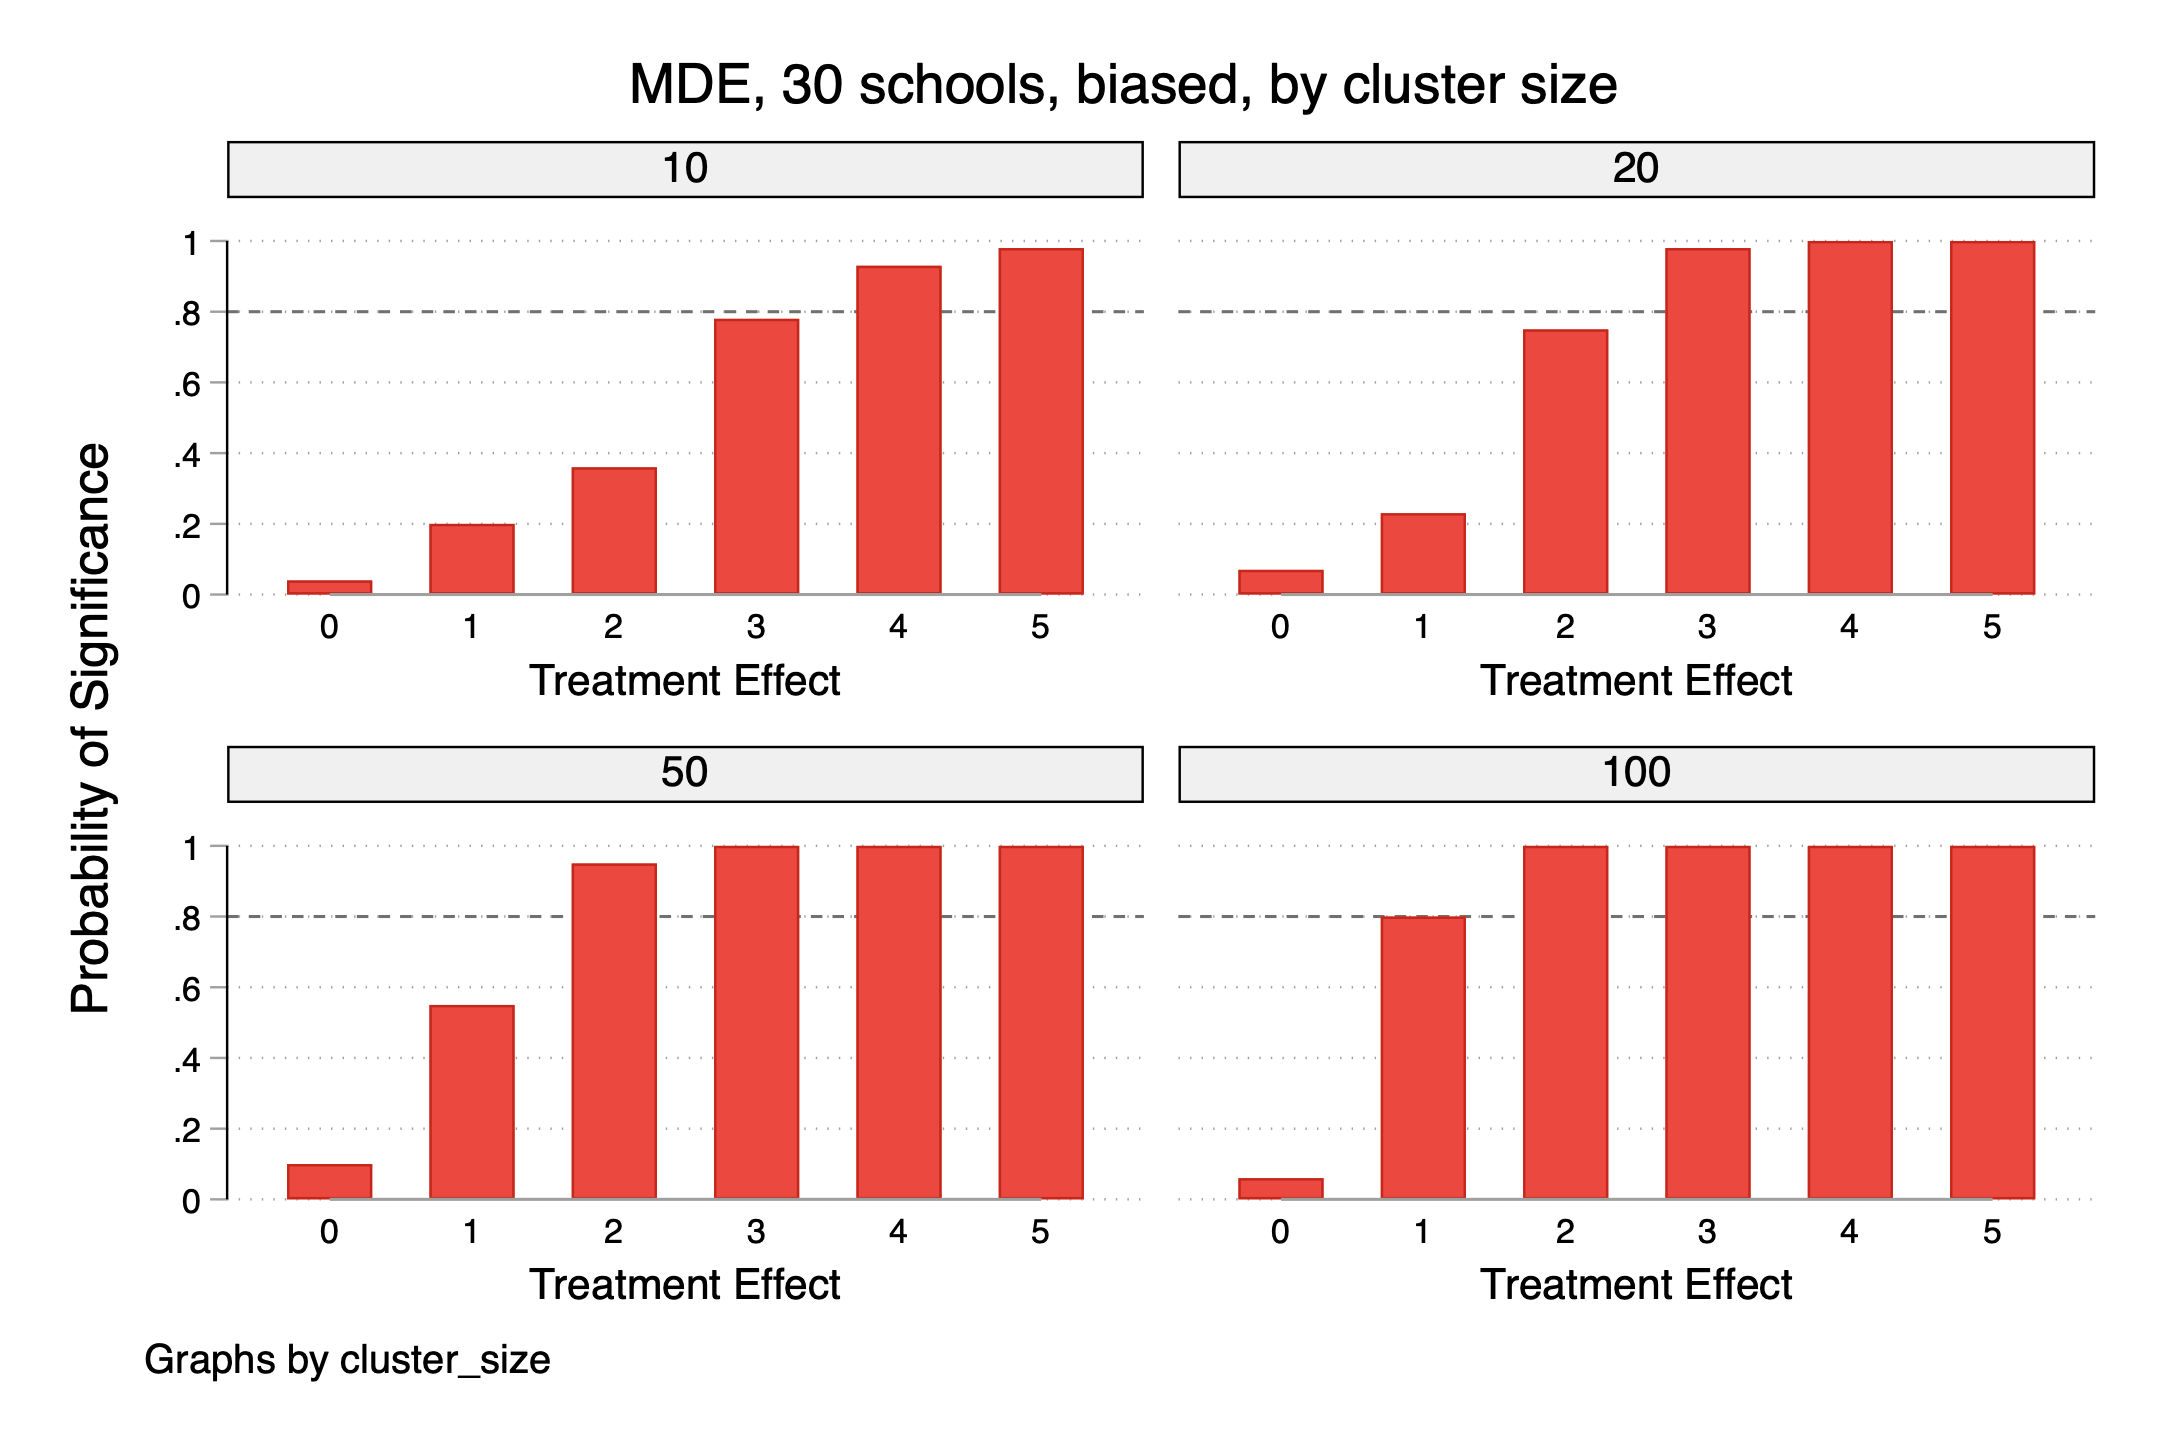 MDE, 30 schools, biased, by cluster size
10
20
Probability of Significance
1
.8
.6
.4
.2
0
0 1 2 3 4 5
Treatment Effect
0 1 2 3 4 5
Treatment Effect
50
100
1
.8
.6
.4
.2
0
0 1 2 3 4 5
Treatment Effect
0 1 2 3 4 5
Treatment Effect
Graphs by cluster_size